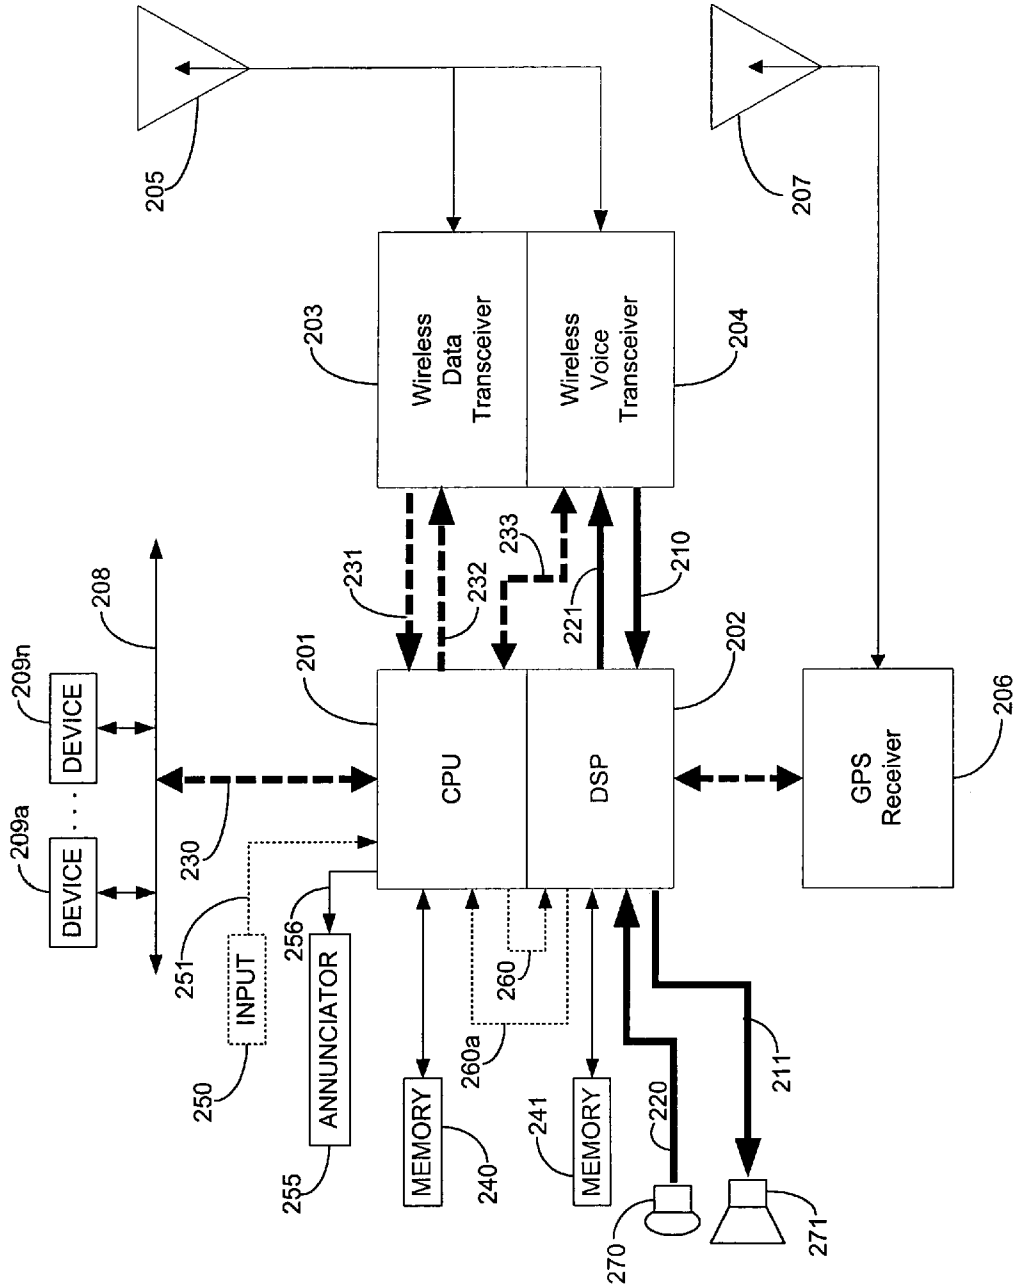 209a
209n
DEVICE
. . .
DEVICE
208
205
251
250
230
INPUT
255
256
201
203
ANNUNCIATOR
231
MEMORY
CPU
Wireless
Data
Transceiver
240
260a
260
232
233
241
221
MEMORY
DSP
Wireless
Voice
Transceiver
270
220
210
202
204
271
211
207
GPS
Receiver
206